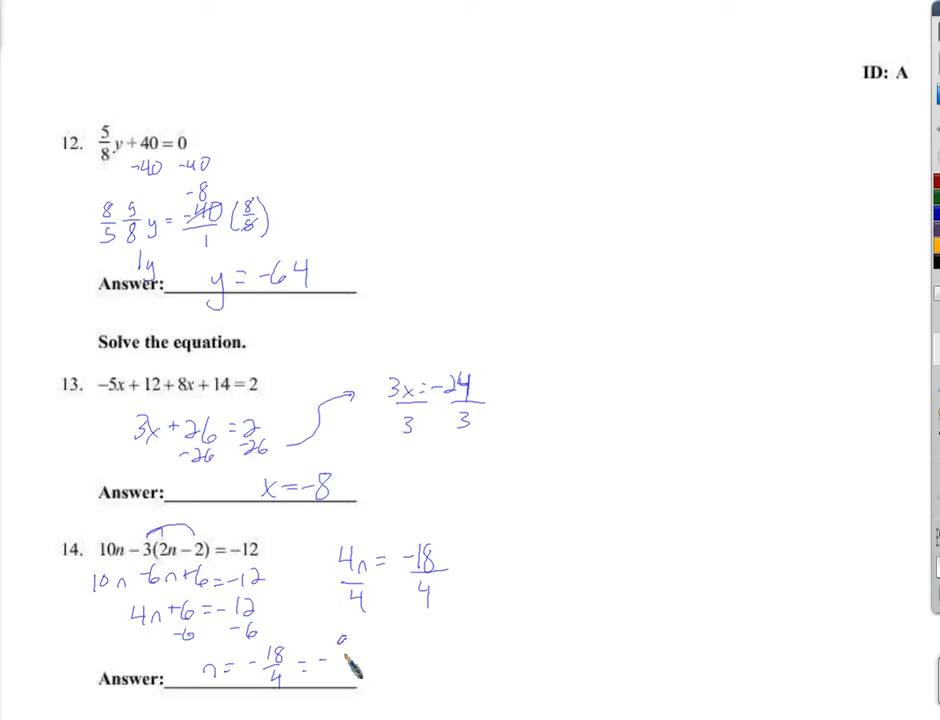 ID: A
12. 5/8 y + 40 = 0
-40 -40
-8
8/5 5/8 y = -40/1 (8/5)
1y
Answer: y = -64
Solve the equation.
13. –5x + 12 + 8x + 14 = 2
3x = -24
3 3
3x + 26 = 2
-26 -26
Answer: x = -8
14. 10n – 3(2n – 2) = –12
4n/4 = -18/4
10n -6n+6 = -12
4n +6 = -12
-6 -6
Answer: n = -18/4 = -